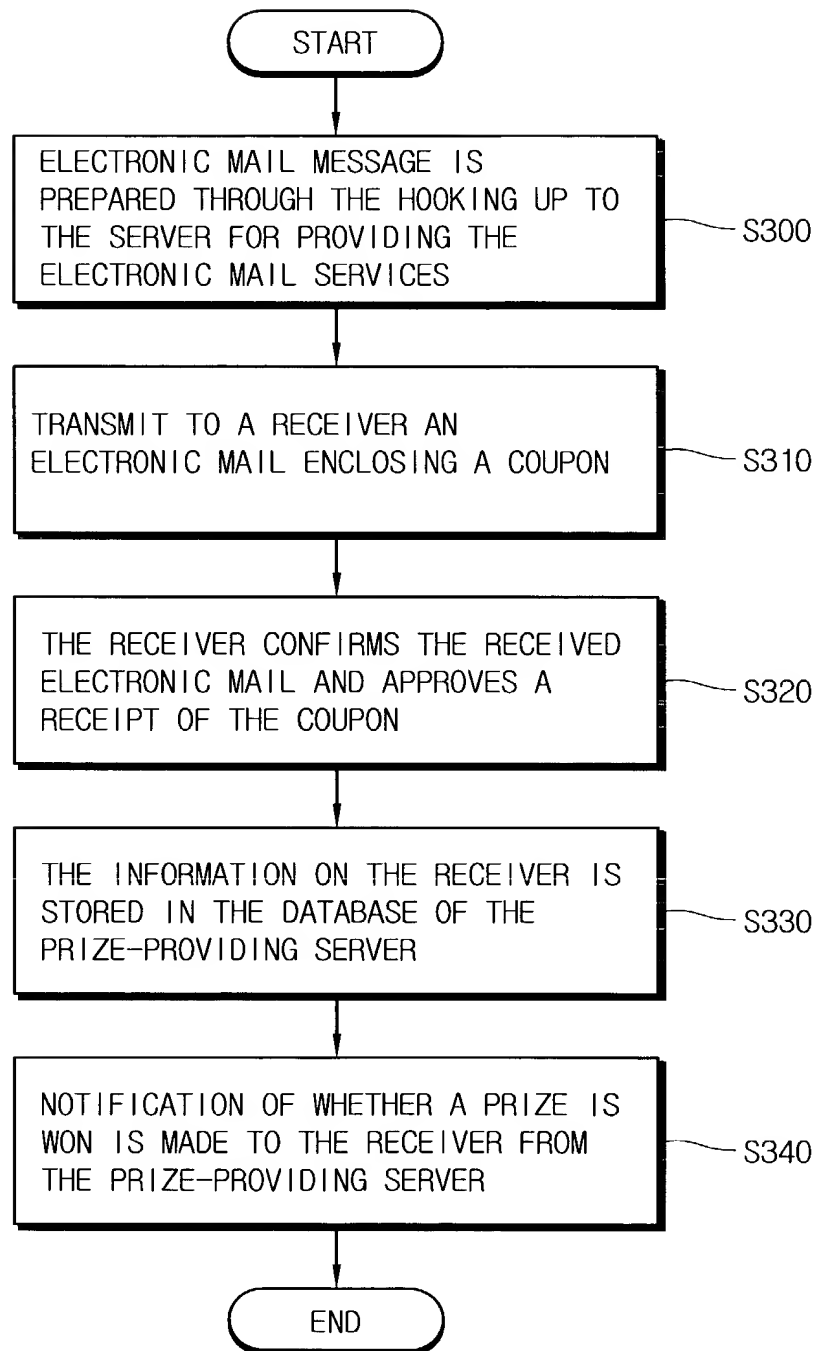 START
ELECTRONIC MAIL MESSAGE IS
PREPARED THROUGH THE HOOKING UP TO
THE SERVER FOR PROVIDING THE
ELECTRONIC MAIL SERVICES
S300
TRANSMIT TO A RECEIVER AN
ELECTRONIC MAIL ENCLOSING A COUPON
S310
THE RECEIVER CONFIRMS THE RECEIVED
ELECTRONIC MAIL AND APPROVES A
RECEIPT OF THE COUPON
S320
THE INFORMATION ON THE RECEIVER IS
STORED IN THE DATABASE OF THE
PRIZE-PROVIDING SERVER
S330
NOTIFICATION OF WHETHER A PRIZE IS
WON IS MADE TO THE RECEIVER FROM
THE PRIZE-PROVIDING SERVER
S340
END